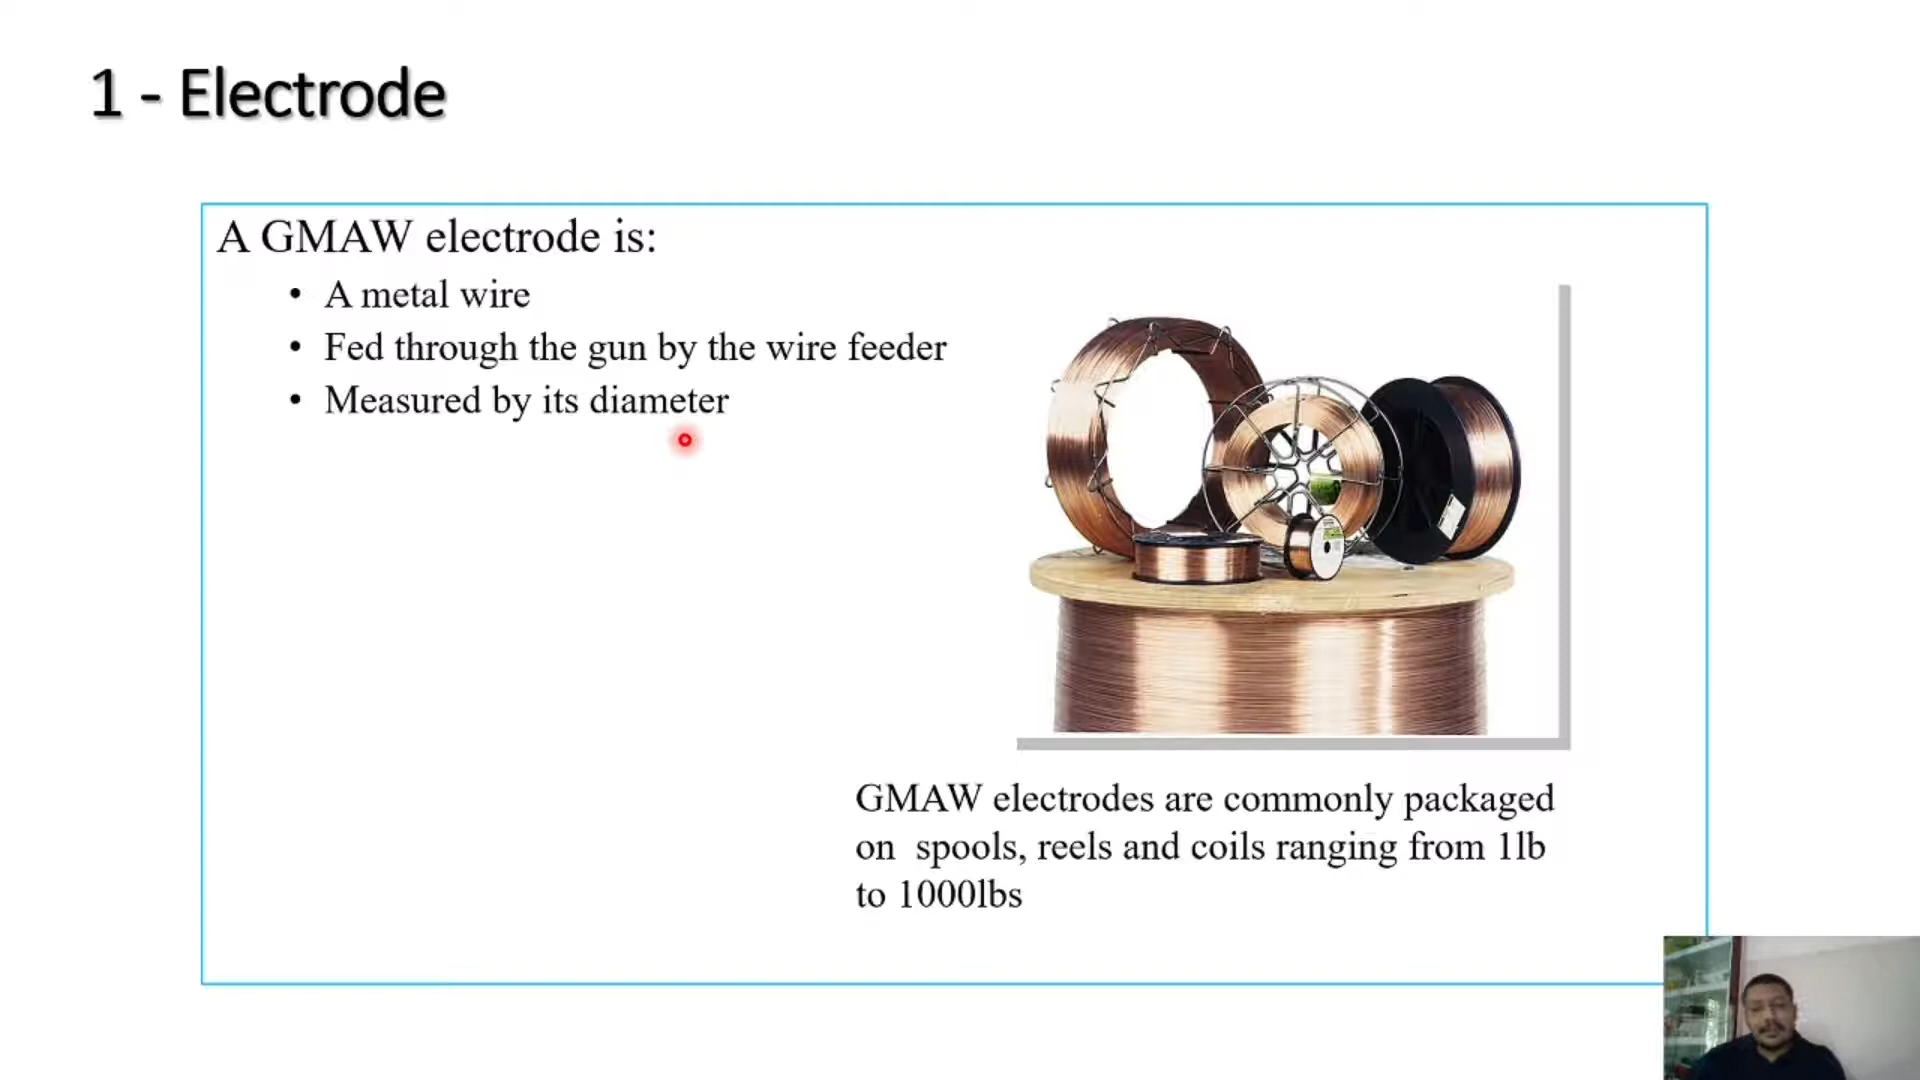 1 - Electrode
A GMAW electrode is:
• A metal wire
• Fed through the gun by the wire feeder
• Measured by its diameter
GMAW electrodes are commonly packaged
on spools, reels and coils ranging from 1lb
to 1000lbs